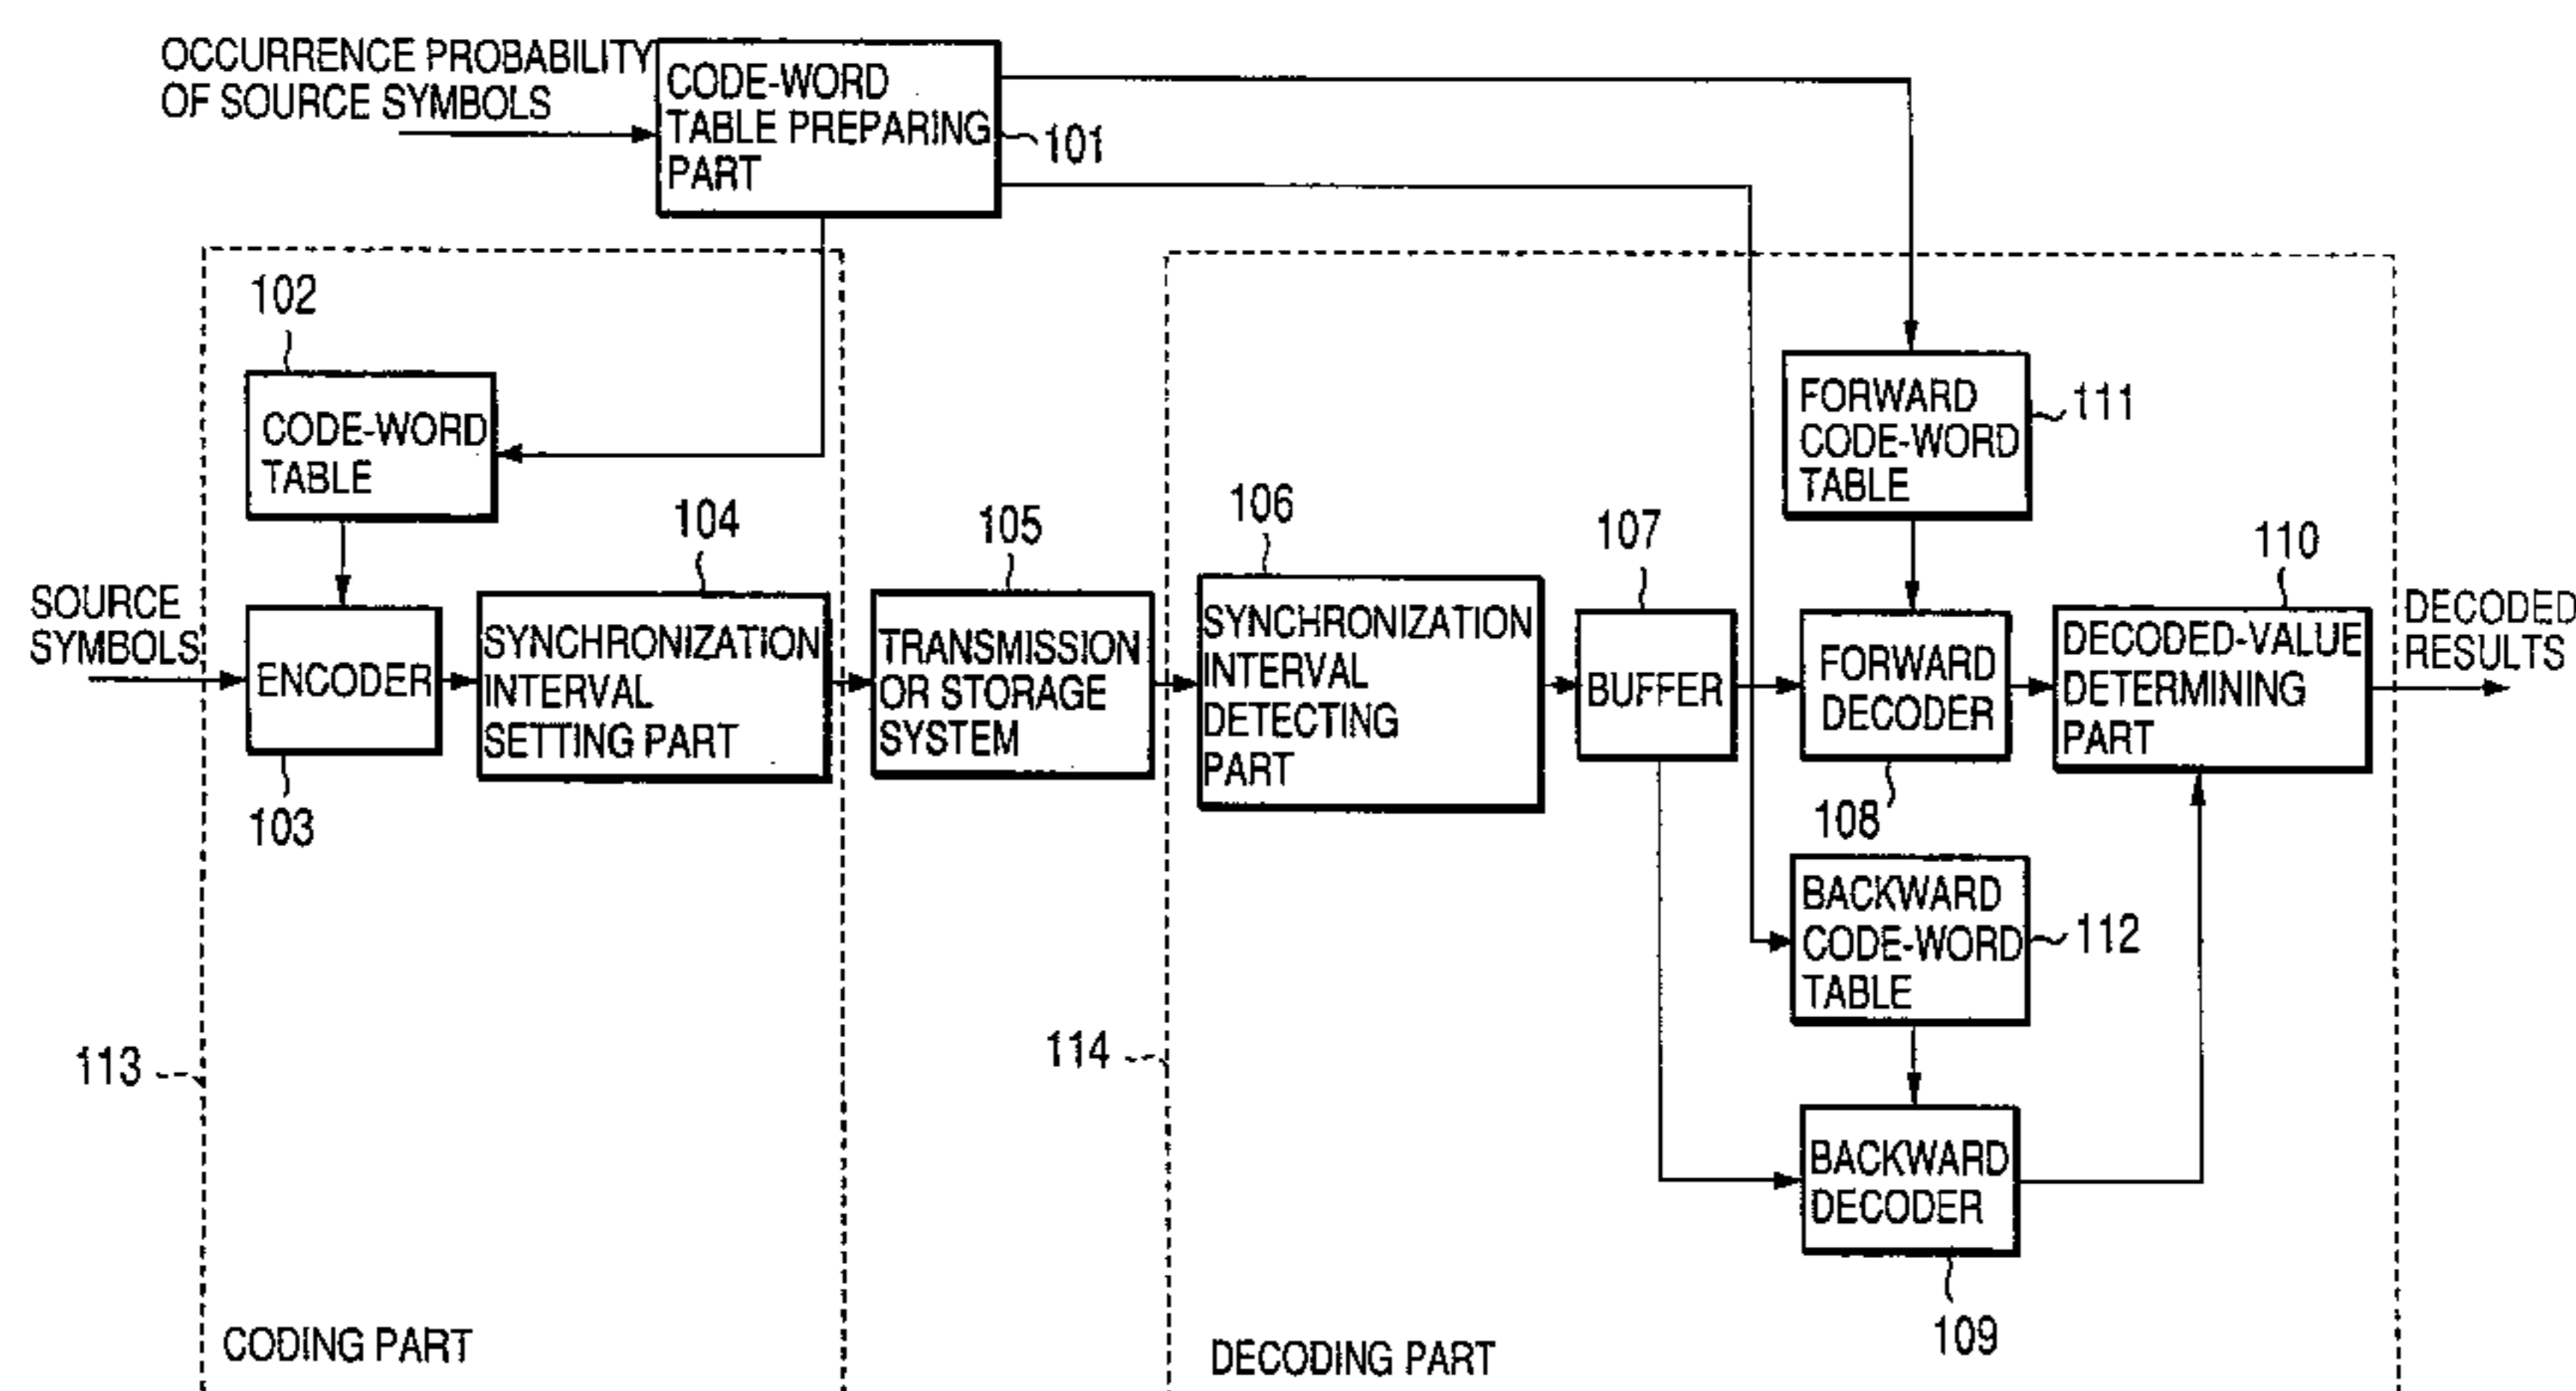 OCCURRENCE PROBABILITY
OF SOURCE SYMBOLS
CODE-WORD
TABLE PREPARING
PART
101
102
CODE-WORD
TABLE
FORWARD
CODE-WORD
TABLE
111
SOURCE
SYMBOLS
ENCODER
103
104
SYNCHRONIZATION
INTERVAL
SETTING PART
105
TRANSMISSION
OR STORAGE
SYSTEM
106
SYNCHRONIZATION
INTERVAL
DETECTING
PART
107
BUFFER
FORWARD
DECODER
108
110
DECODED-VALUE
DETERMINING
PART
DECODED
RESULTS
BACKWARD
CODE-WORD
TABLE
112
113
114
BACKWARD
DECODER
109
CODING PART
DECODING PART